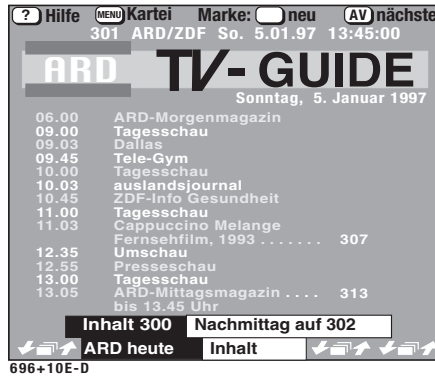 ? Hilfe MENU Kartei Marke: neu AV nächste
301 ARD/ZDF So. 5.01.97 13:45:00
ARD TV-GUIDE
Sonntag, 5. Januar 1997
06.00 ARD-Morgenmagazin
09.00 Tagesschau
09.03 Dallas
09.45 Tele-Gym
10.00 Tagesschau
10.03 auslandsjournal
10.45 ZDF-Info Gesundheit
11.00 Tagesschau
11.03 Cappuccino Melange
Fernsehfilm, 1993 . . . . . . . 307
12.35 Umschau
12.55 Presseschau
13.00 Tagesschau
13.05 ARD-Mittagsmagazin . . . . 313
bis 13.45 Uhr
Inhalt 300 Nachmittag auf 302
ARD heute Inhalt
696+10E-D